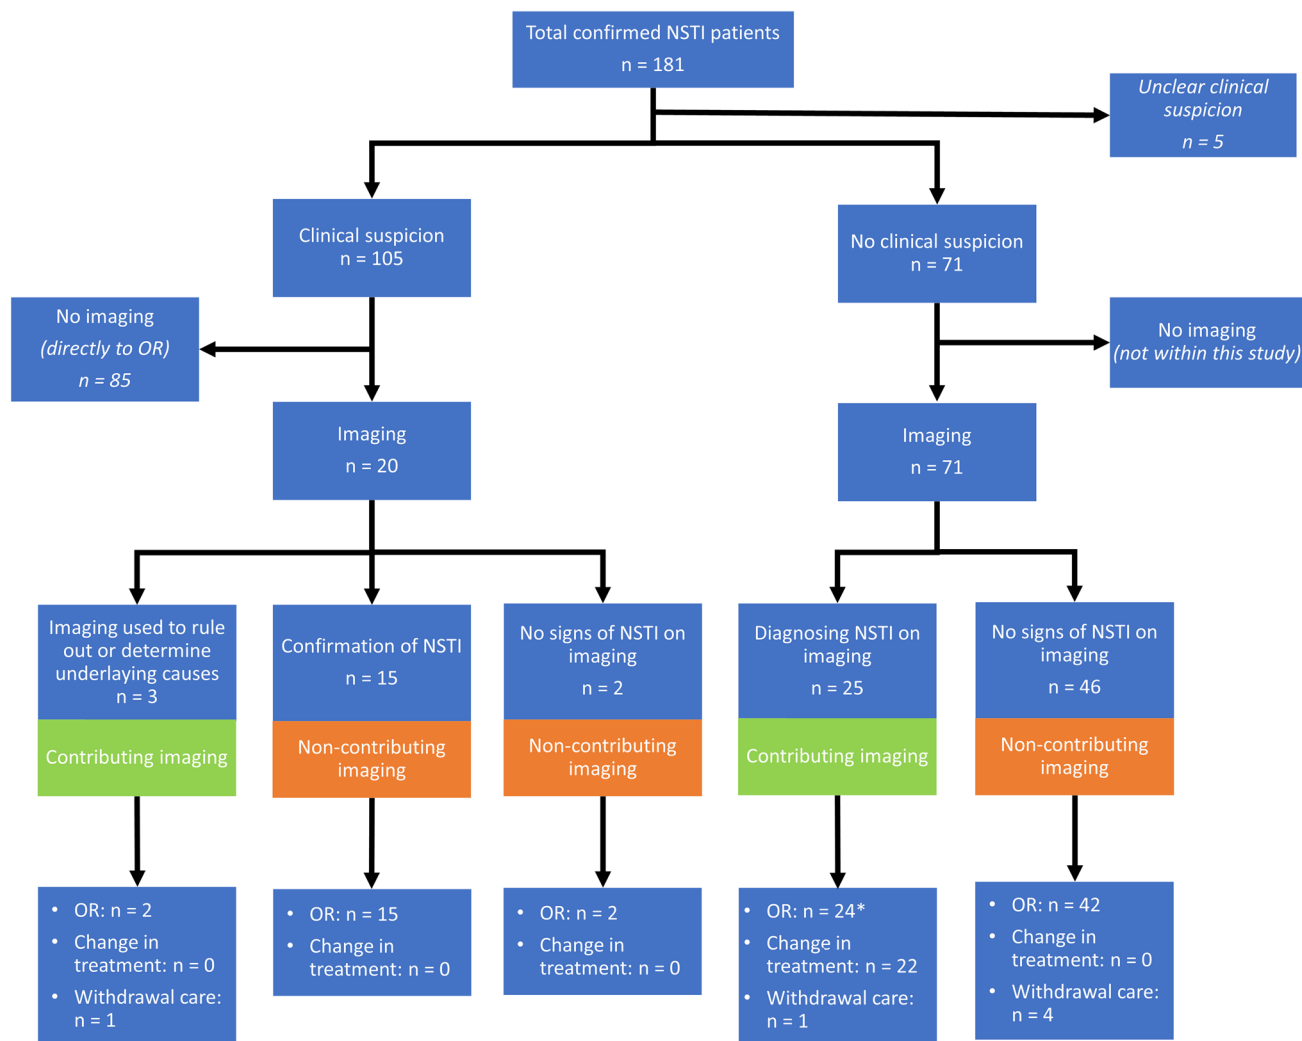 Total confirmed NSTI patients
n = 181
Unclear clinical
suspicion
n = 5
Clinical suspicion
n = 105
No clinical suspicion
n = 71
No imaging
(directly to OR)
n = 85
No imaging
(not within this study)
Imaging
n = 20
Imaging
n = 71
Imaging used to rule
out or determine
underlaying causes
n = 3
Contributing imaging
Confirmation of NSTI
n = 15
Non-contributing
imaging
No signs of NSTI on
imaging
n = 2
Non-contributing
imaging
Diagnosing NSTI on
imaging
n = 25
Contributing imaging
No signs of NSTI on
imaging
n = 46
Non-contributing
imaging
• OR: n = 2
• Change in
treatment: n = 0
• Withdrawal care:
n = 1
• OR: n = 15
• Change in
treatment: n = 0
• OR: n = 2
• Change in
treatment: n = 0
• OR: n = 24*
• Change in
treatment: n = 22
• Withdrawal care:
n = 1
• OR: n = 42
• Change in
treatment: n = 0
• Withdrawal care:
n = 4